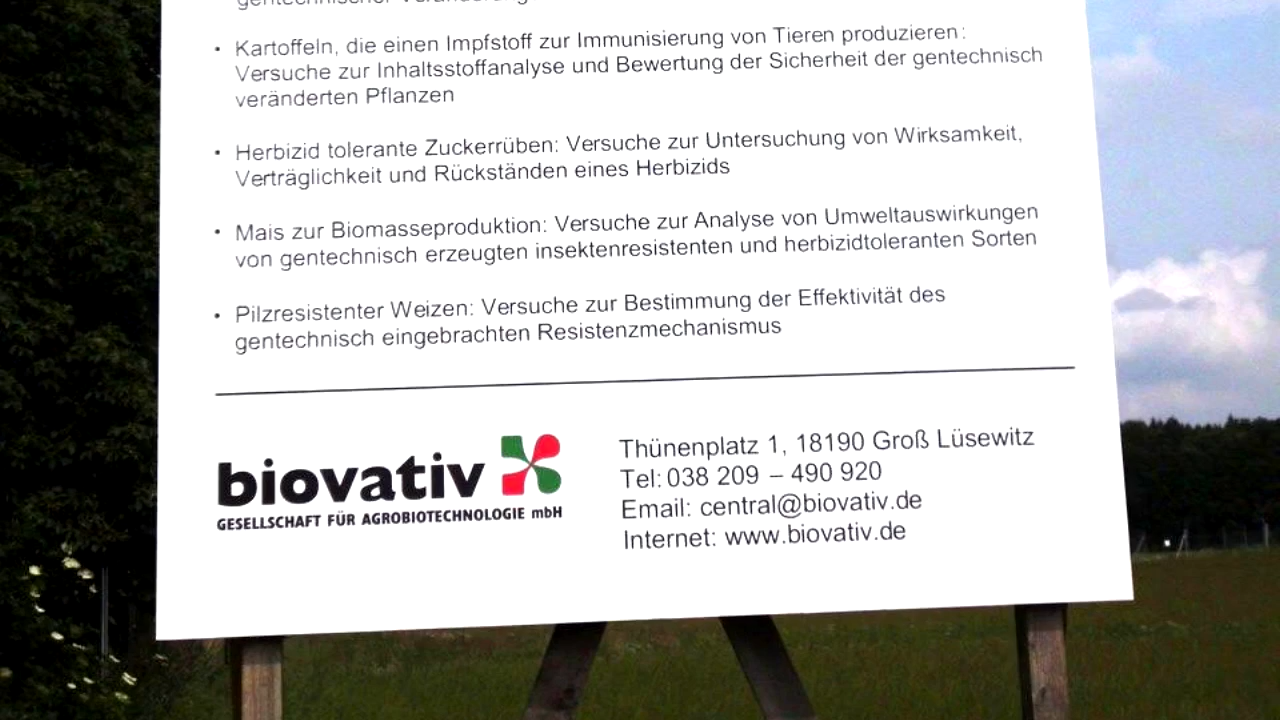 gentechnischer Veränderung
• Kartoffeln, die einen Impfstoff zur Immunisierung von Tieren produzieren:
Versuche zur Inhaltsstoffanalyse und Bewertung der Sicherheit der gentechnisch
veränderten Pflanzen
• Herbizid tolerante Zuckerrüben: Versuche zur Untersuchung von Wirksamkeit,
Verträglichkeit und Rückständen eines Herbizids
• Mais zur Biomasseproduktion: Versuche zur Analyse von Umweltauswirkungen
von gentechnisch erzeugten insektenresistenten und herbizidtoleranten Sorten
• Pilzresistenter Weizen: Versuche zur Bestimmung der Effektivität des
gentechnisch eingebrachten Resistenzmechanismus
biovativ
GESELLSCHAFT FÜR AGROBIOTECHNOLOGIE mbH
Thünenplatz 1, 18190 Groß Lüsewitz
Tel: 038 209 – 490 920
Email: central@biovativ.de
Internet: www.biovativ.de